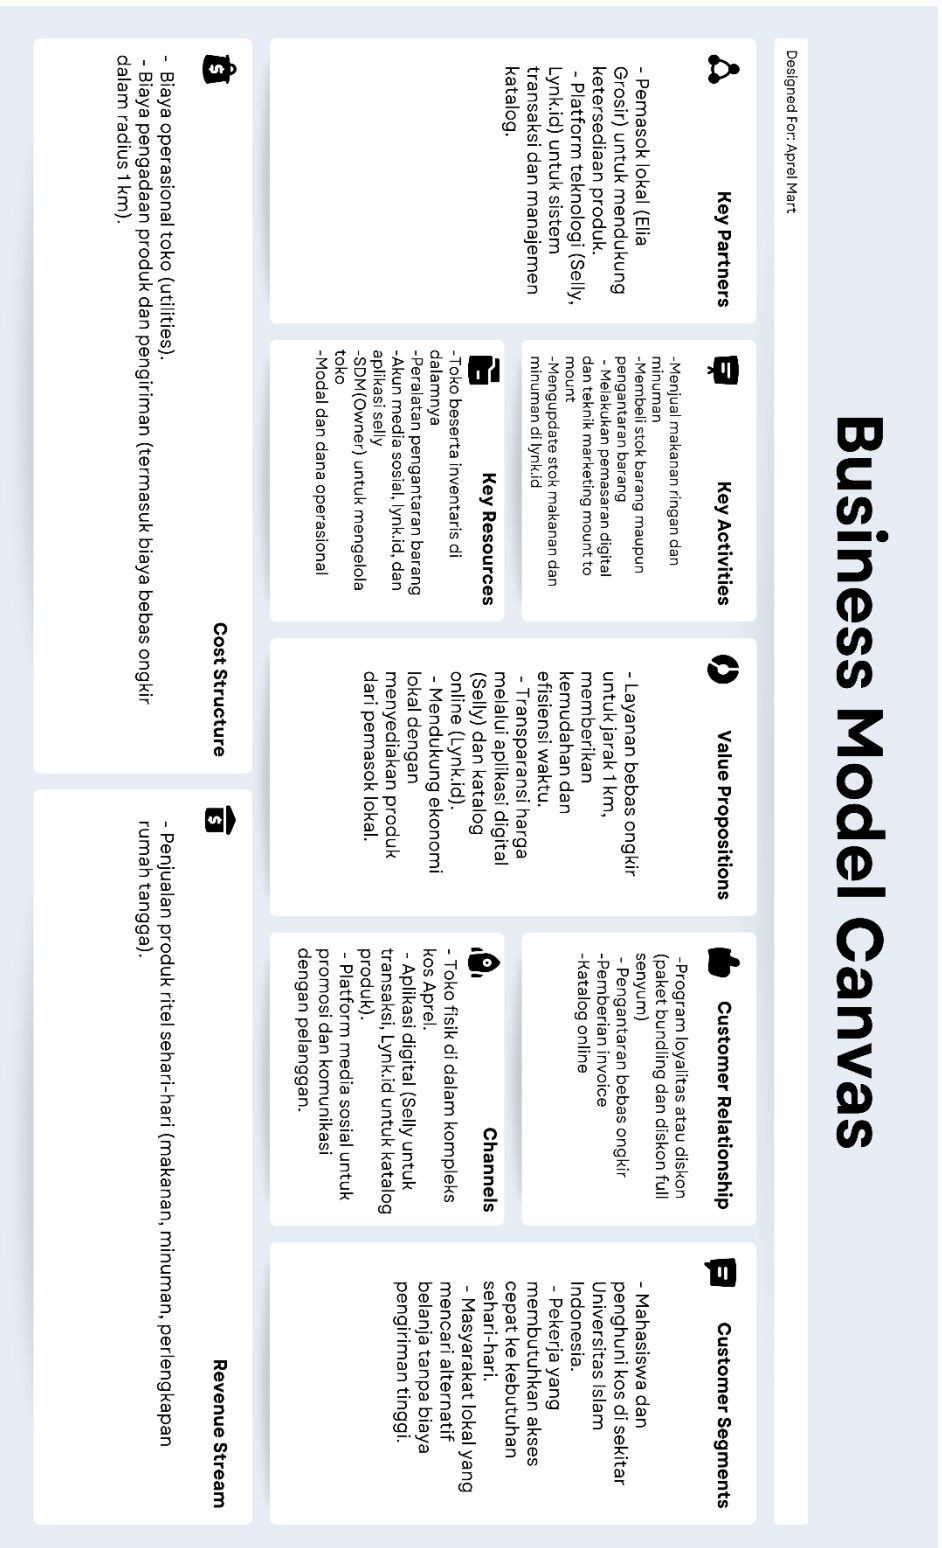 Business Model Canvas
Designed For: Aprel Mart
Key Partners
- Pemasok lokal (Elia
Grosir) untuk mendukung
ketersediaan produk.
- Platform teknologi (Selly,
Lynk.id) untuk sistem
transaksi dan manajemen
katalog.
Key Activities
-Menjual makanan ringan dan
minuman
-Membeli stok barang maupun
pengantaran barang
- Melakukan pemasaran digital
dan teknik marketing mount to
mount
-Mengupdate stok makanan dan
minuman di lynk.id
Key Resources
-Toko beserta inventaris di
dalamnya
-Peralatan pengantaran barang
-Akun media sosial, lynk.id, dan
aplikasi selly
-SDM(Owner) untuk mengelola
toko
-Modal dan dana operasional
Value Propositions
- Layanan bebas ongkir
untuk jarak 1 km,
memberikan
kemudahan dan
efisiensi waktu.
- Transparansi harga
melalui aplikasi digital
(Selly) dan katalog
online (Lynk.id).
- Mendukung ekonomi
lokal dengan
menyediakan produk
dari pemasok lokal.
Customer Relationship
-Program loyalitas atau diskon
(paket bundling dan diskon full
senyum)
- Pengantaran bebas ongkir
-Pemberian invoice
-Katalog online
Channels
- Toko fisik di dalam kompleks
kos Aprel.
- Aplikasi digital (Selly untuk
transaksi, Lynk.id untuk katalog
produk).
- Platform media sosial untuk
promosi dan komunikasi
dengan pelanggan.
Customer Segments
- Mahasiswa dan
penghuni kos di sekitar
Universitas Islam
Indonesia.
- Pekerja yang
membutuhkan akses
cepat ke kebutuhan
sehari-hari.
- Masyarakat lokal yang
mencari alternatif
belanja tanpa biaya
pengiriman tinggi.
Cost Structure
- Biaya operasional toko (utilities).
- Biaya pengadaan produk dan pengiriman (termasuk biaya bebas ongkir
dalam radius 1 km).
Revenue Stream
- Penjualan produk ritel sehari-hari (makanan, minuman, perlengkapan
rumah tangga).